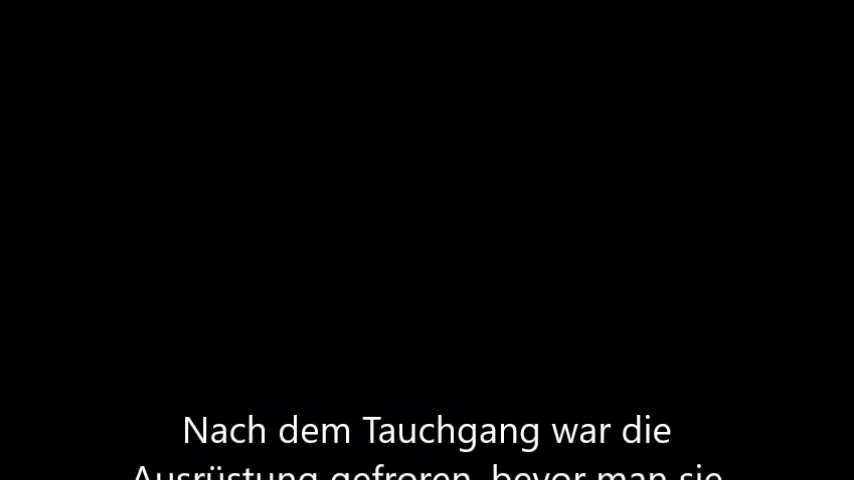 Nach dem Tauchgang war die
Ausrüstung gefroren, bevor man sie